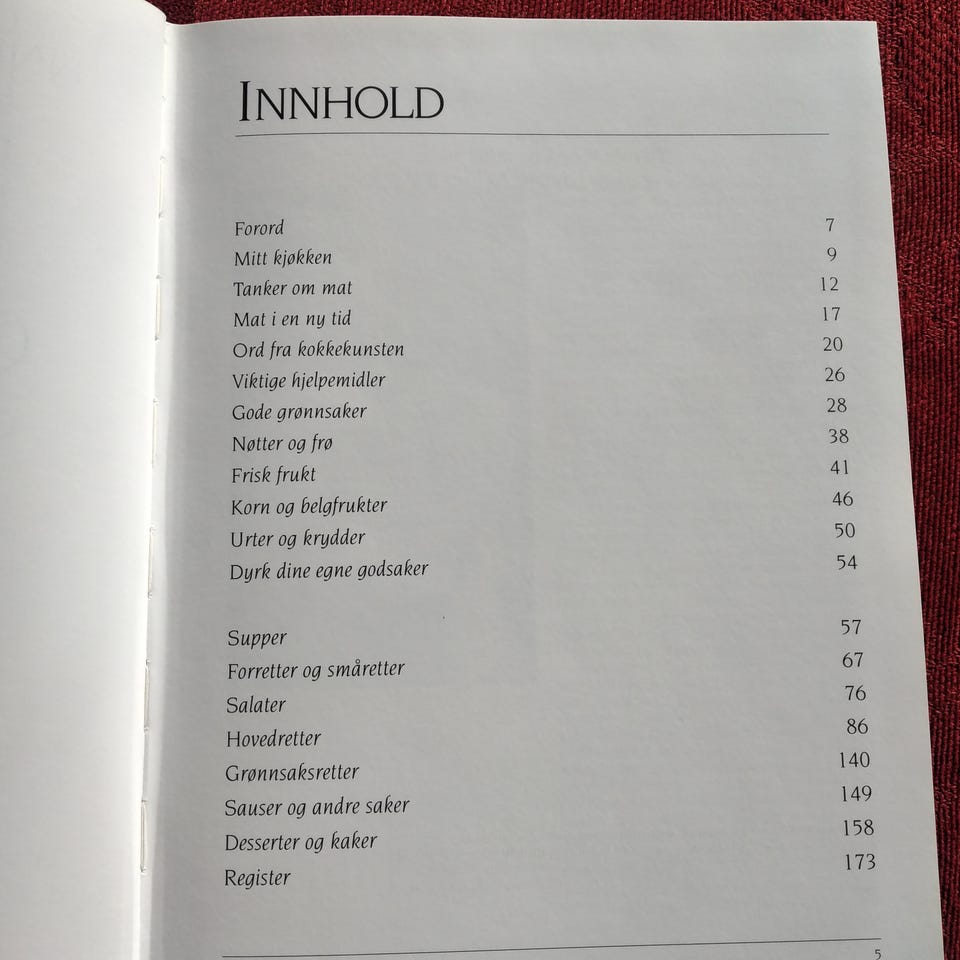 INNHOLD
Forord 7
Mitt kjøkken 9
Tanker om mat 12
Mat i en ny tid 17
Ord fra kokkekunsten 20
Viktige hjelpemidler 26
Gode grønnsaker 28
Nøtter og frø 38
Frisk frukt 41
Korn og belgfrukter 46
Urter og krydder 50
Dyrk dine egne godsaker 54
Supper 57
Forretter og småretter 67
Salater 76
Hovedretter 86
Grønnsaksretter 140
Sauser og andre saker 149
Desserter og kaker 158
Register 173
5